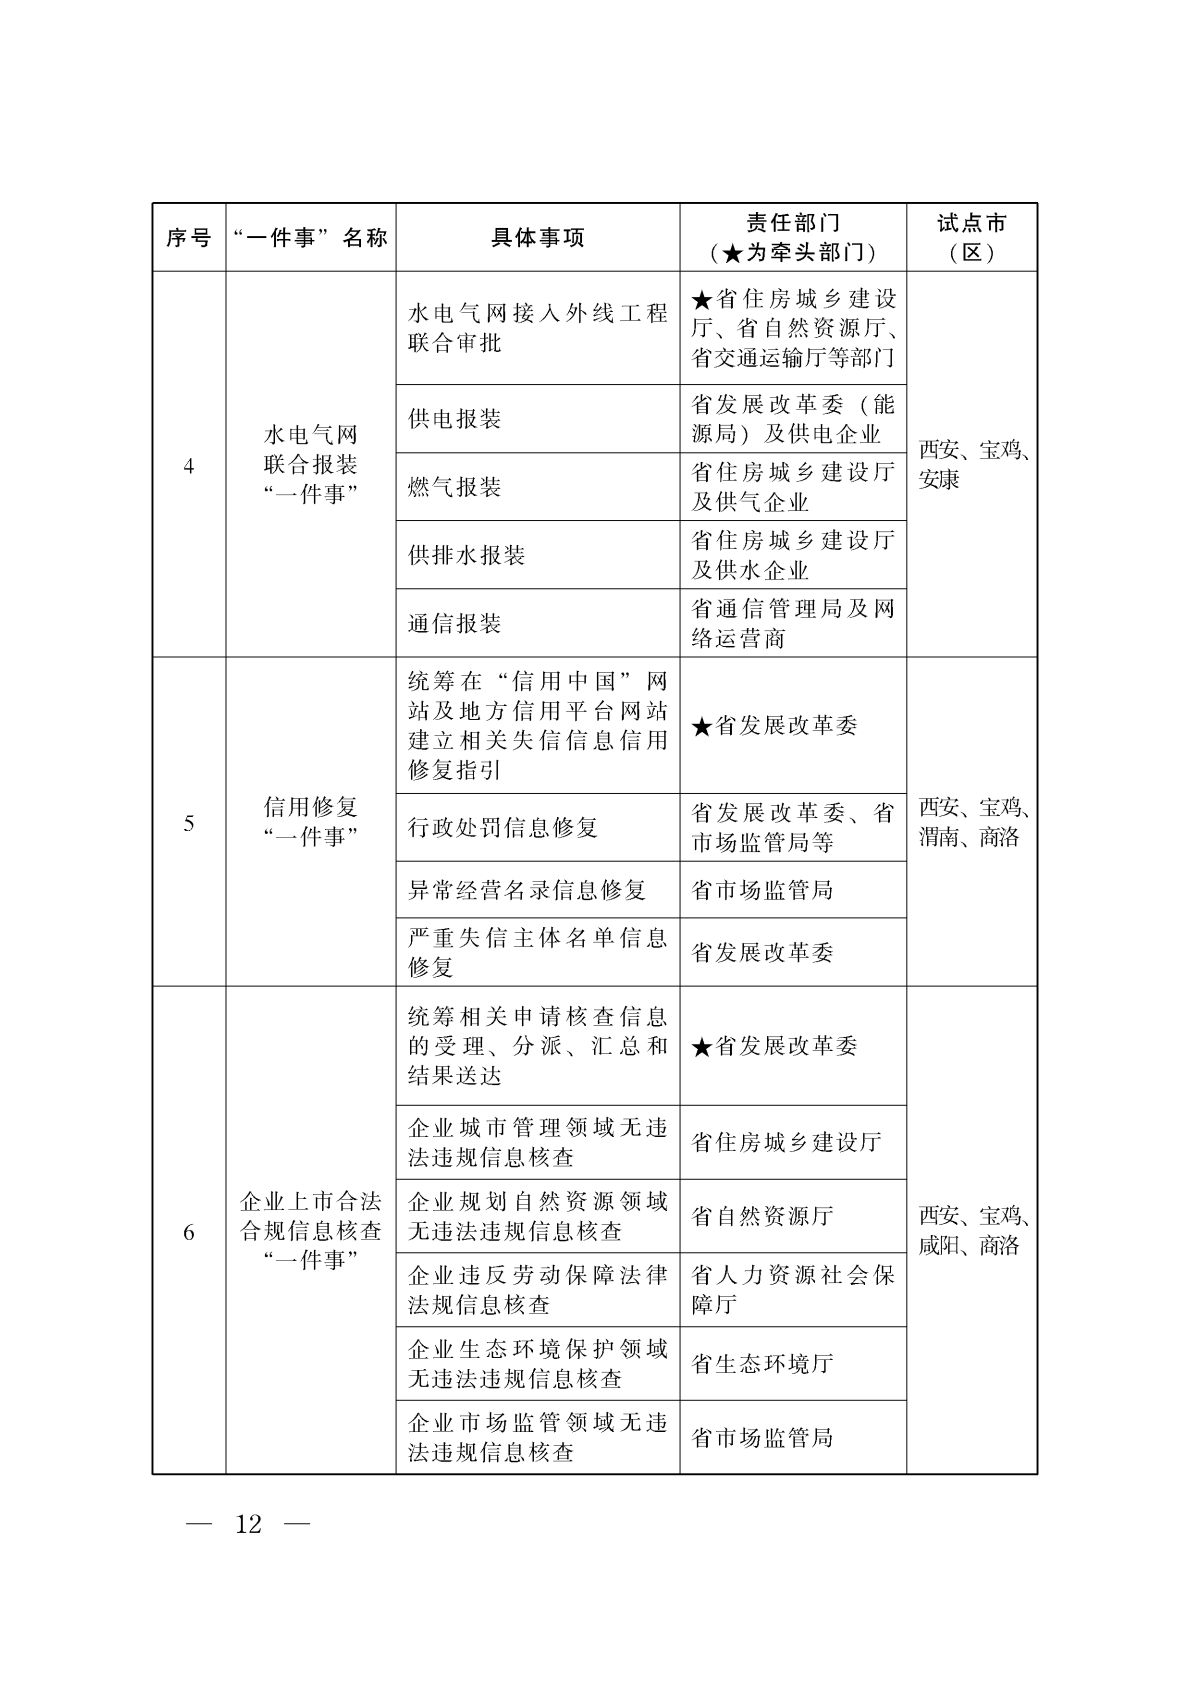 序号
“一件事”名称
具体事项
责任部门
（★为牵头部门）
试点市
（区）
4
水电气网
联合报装
“一件事”
水电气网接入外线工程
联合审批
★省住房城乡建设
厅、省自然资源厅、
省交通运输厅等部门
供电报装
省发展改革委（能
源局）及供电企业
燃气报装
省住房城乡建设厅
及供气企业
供排水报装
省住房城乡建设厅
及供水企业
通信报装
省通信管理局及网
络运营商
西安、宝鸡、
安康
5
信用修复
“一件事”
统筹在“信用中国”网
站及地方信用平台网站
建立相关失信信息信用
修复指引
★省发展改革委
行政处罚信息修复
省发展改革委、省
市场监管局等
异常经营名录信息修复
省市场监管局
严重失信主体名单信息
修复
省发展改革委
西安、宝鸡、
渭南、商洛
6
企业上市合法
合规信息核查
“一件事”
统筹相关申请核查信息
的受理、分派、汇总和
结果送达
★省发展改革委
企业城市管理领域无违
法违规信息核查
省住房城乡建设厅
企业规划自然资源领域
无违法违规信息核查
省自然资源厅
企业违反劳动保障法律
法规信息核查
省人力资源社会保
障厅
企业生态环境保护领域
无违法违规信息核查
省生态环境厅
企业市场监管领域无违
法违规信息核查
省市场监管局
西安、宝鸡、
咸阳、商洛
— 12 —